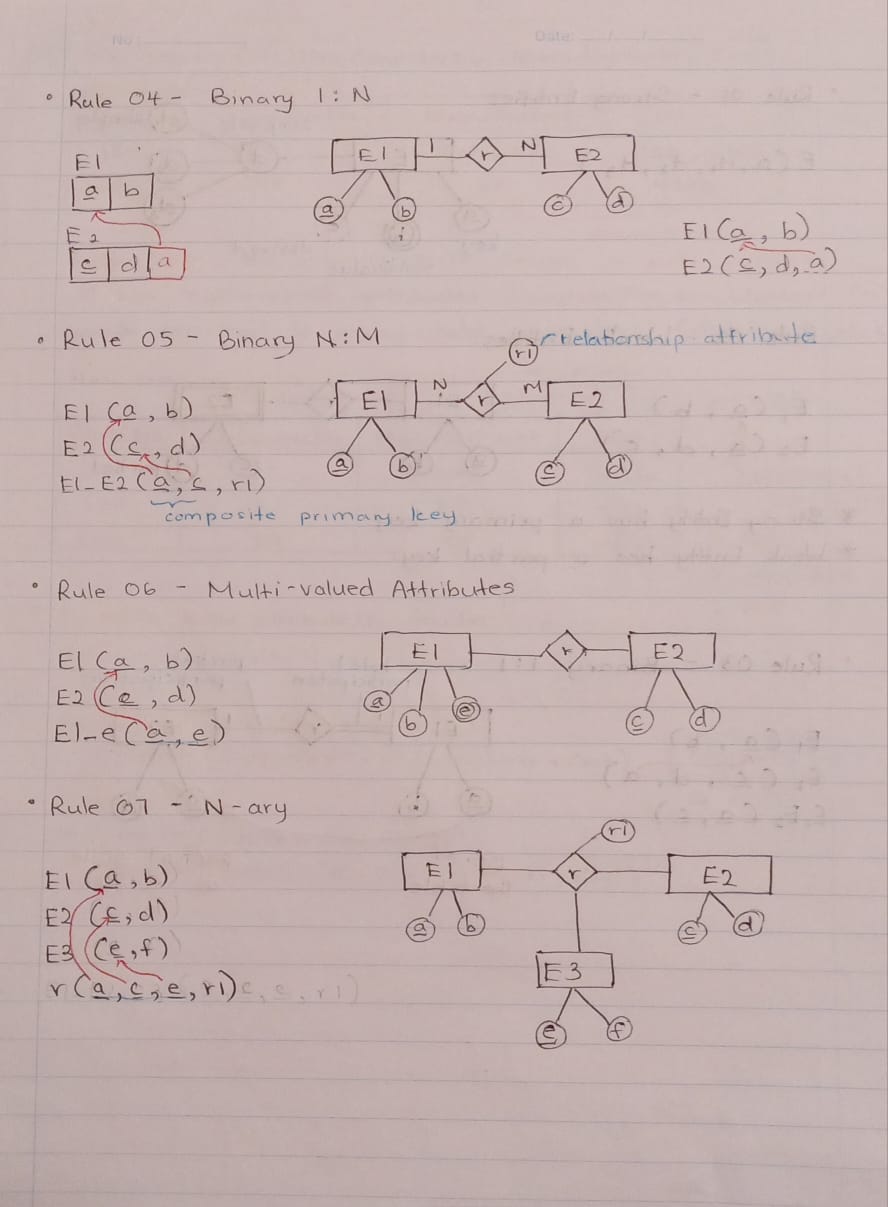 No
Date:
• Rule 04 - Binary 1 : N
E1
a b
E2
c d a
E1 1 r N E2
a b c d
E1 (a, b)
E2 (c, d, a)
• Rule 05 - Binary N : M
r1 relationship attribute
E1 (a, b)
E2 (c, d)
E1_E2 (a, c, r1)
composite primary key
E1 N r M E2
a b c d
• Rule 06 - Multi-valued Attributes
E1 (a, b)
E2 (e, d)
E1_e (a, e)
E1 r E2
a b e c d
• Rule 07 - N-ary
E1 (a, b)
E2 (c, d)
E3 (e, f)
r (a, c, e, r1)
r1
E1 r E2
a b c d
E3
e f